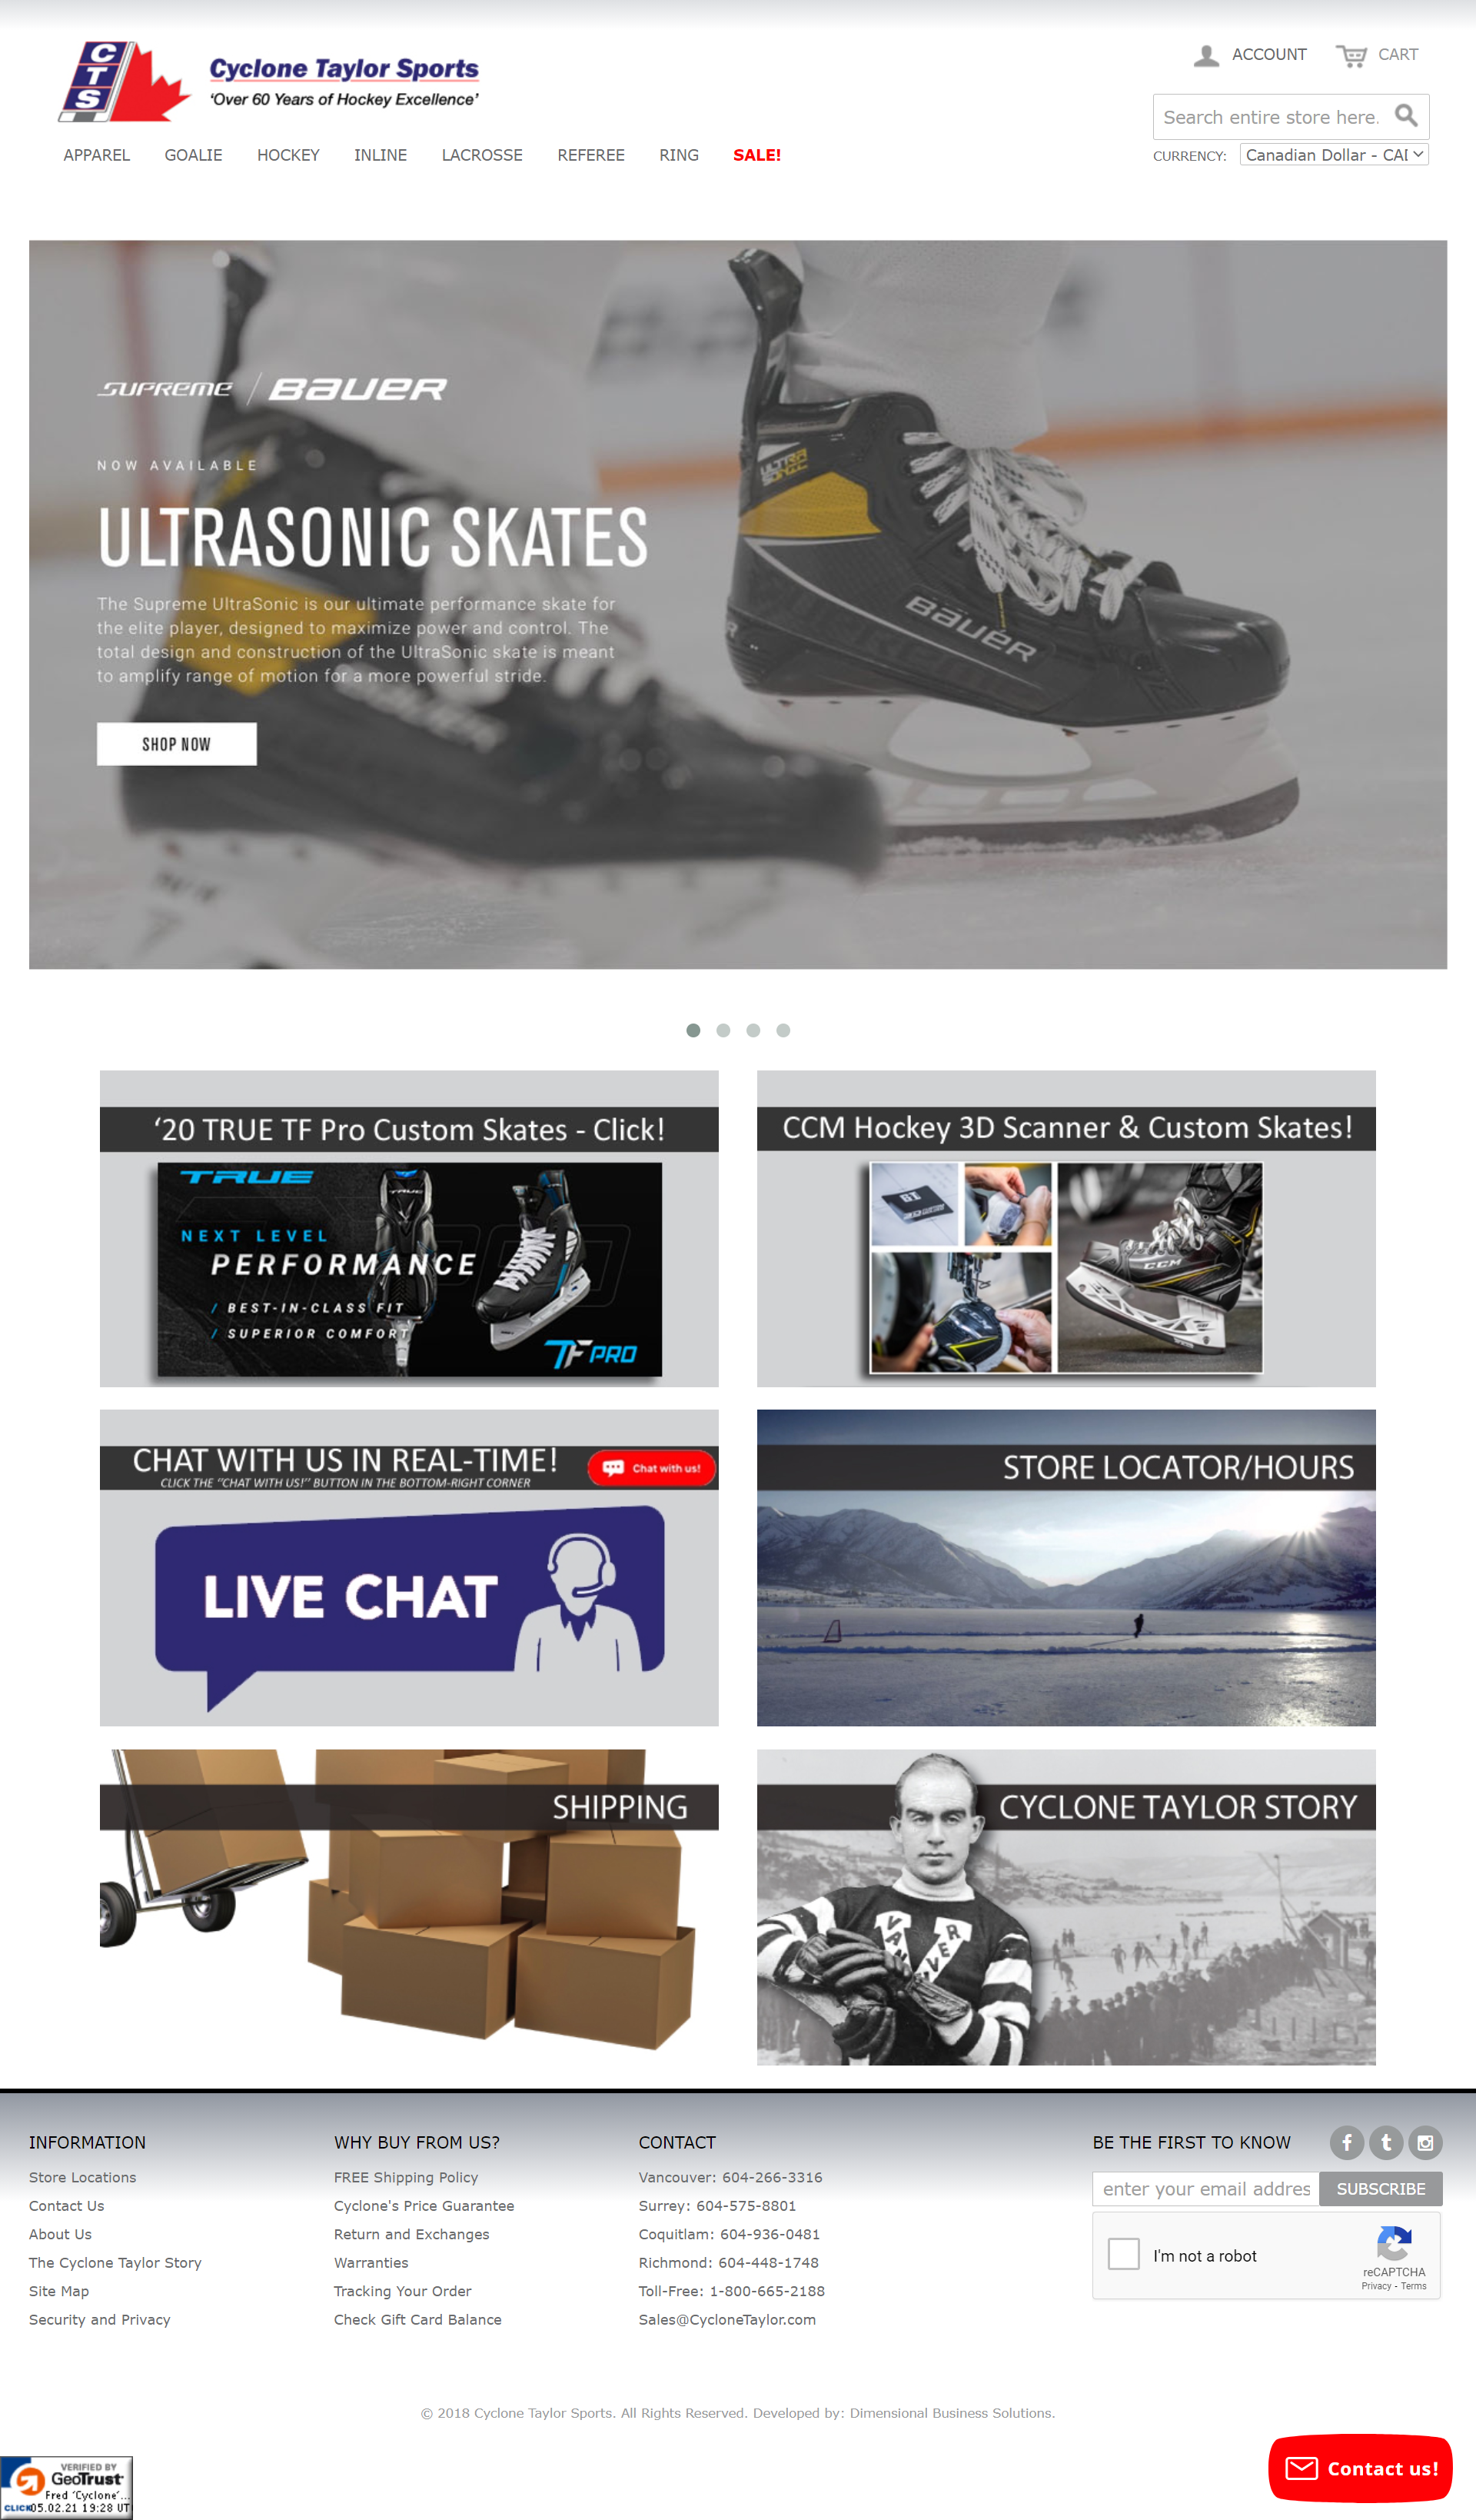 CTS
Cyclone Taylor Sports
'Over 60 Years of Hockey Excellence'
ACCOUNT
CART
Search entire store here.
APPAREL GOALIE HOCKEY INLINE LACROSSE REFEREE RING SALE!
CURRENCY: Canadian Dollar - CAD
SUPREME / BAUER
NOW AVAILABLE
ULTRASONIC SKATES
The Supreme UltraSonic is our ultimate performance skate for
the elite player, designed to maximize power and control. The
total design and construction of the UltraSonic skate is meant
to amplify range of motion for a more powerful stride.
SHOP NOW
ULTRA
SONIC
BAUER
'20 TRUE TF Pro Custom Skates - Click!
TRUE
NEXT LEVEL
PERFORMANCE
/ BEST-IN-CLASS FIT
/ SUPERIOR COMFORT
TF PRO
CCM Hockey 3D Scanner & Custom Skates!
CCM
CHAT WITH US IN REAL-TIME!
CLICK THE "CHAT WITH US!" BUTTON IN THE BOTTOM-RIGHT CORNER
Chat with us!
LIVE CHAT
STORE LOCATOR/HOURS
SHIPPING
CYCLONE TAYLOR STORY
VANCOUVER
INFORMATION
Store Locations
Contact Us
About Us
The Cyclone Taylor Story
Site Map
Security and Privacy
WHY BUY FROM US?
FREE Shipping Policy
Cyclone's Price Guarantee
Return and Exchanges
Warranties
Tracking Your Order
Check Gift Card Balance
CONTACT
Vancouver: 604-266-3316
Surrey: 604-575-8801
Coquitlam: 604-936-0481
Richmond: 604-448-1748
Toll-Free: 1-800-665-2188
Sales@CycloneTaylor.com
BE THE FIRST TO KNOW
enter your email addres
SUBSCRIBE
I'm not a robot
reCAPTCHA
Privacy - Terms
© 2018 Cyclone Taylor Sports. All Rights Reserved. Developed by: Dimensional Business Solutions.
VERIFIED BY
GeoTrust
Fred 'Cyclone'...
CLICK 05.02.21 19:28 UT
Contact us!